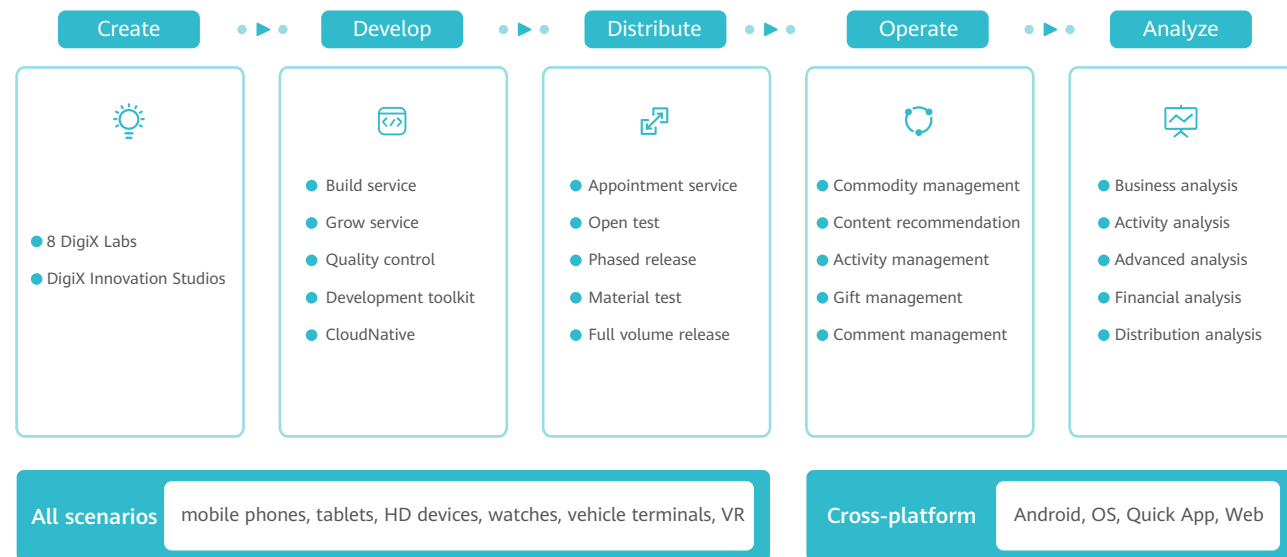 Create
Develop
Distribute
Operate
Analyze
8 DigiX Labs
DigiX Innovation Studios
Build service
Grow service
Quality control
Development toolkit
CloudNative
Appointment service
Open test
Phased release
Material test
Full volume release
Commodity management
Content recommendation
Activity management
Gift management
Comment management
Business analysis
Activity analysis
Advanced analysis
Financial analysis
Distribution analysis
All scenarios
mobile phones, tablets, HD devices, watches, vehicle terminals, VR
Cross-platform
Android, OS, Quick App, Web